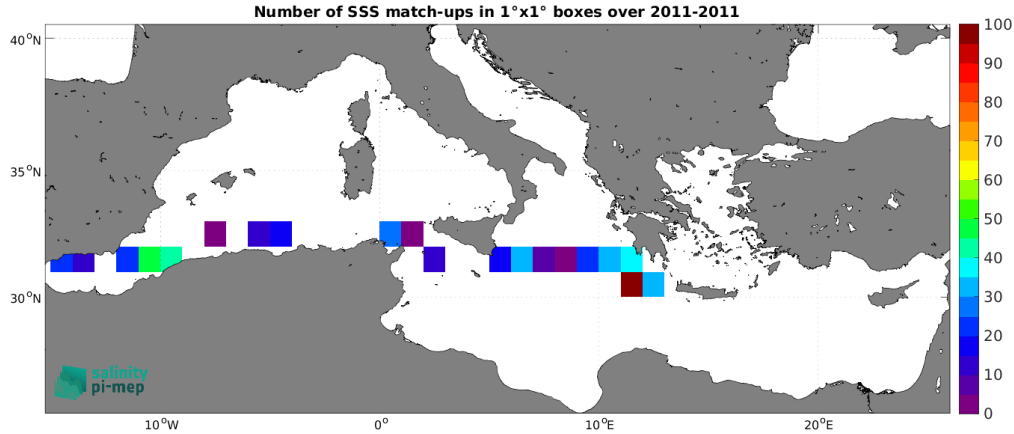 Number of SSS match-ups in 1°x1° boxes over 2011-2011
40°N
35°N
30°N
10°W
0°
10°E
20°E
100
90
80
70
60
50
40
30
20
10
0
salinity
pi-mep